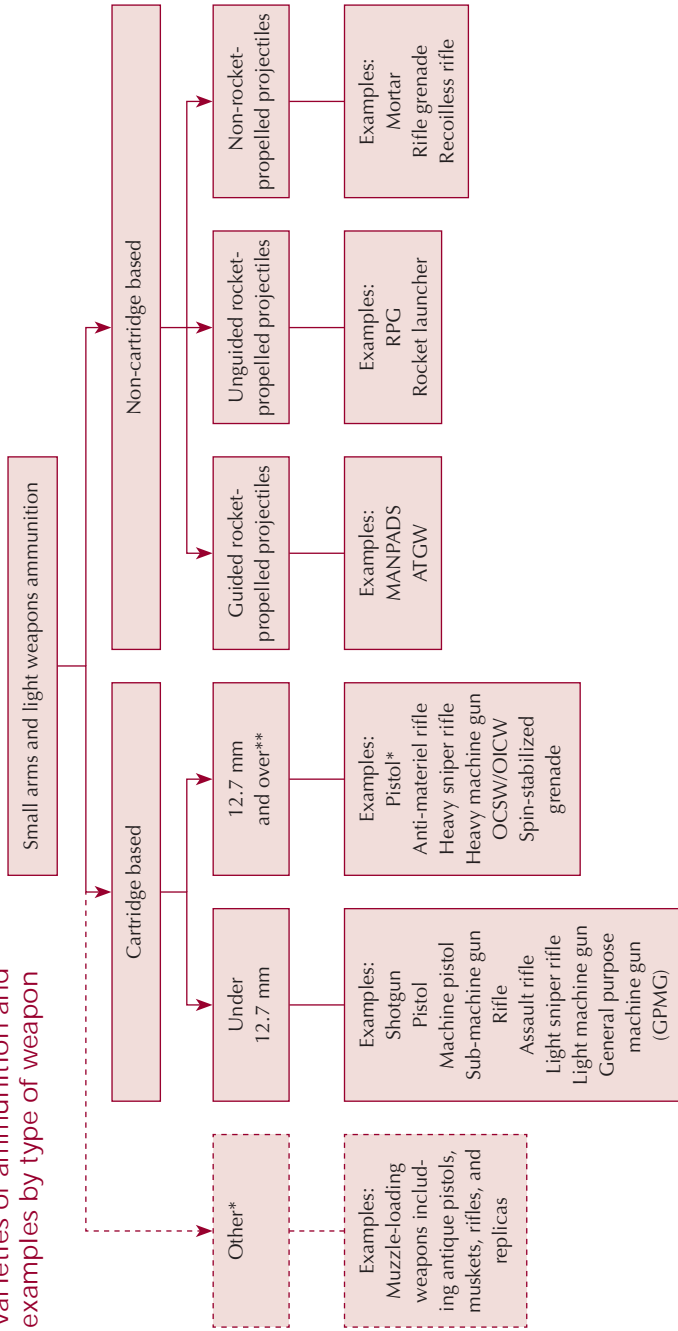 varieties of ammunition and
examples by type of weapon
Small arms and light weapons ammunition
Cartridge based
Non-cartridge based
Other*
Under
12.7 mm
12.7 mm
and over**
Guided rocket-
propelled projectiles
Unguided rocket-
propelled projectiles
Non-rocket-
propelled projectiles
Examples:
Muzzle-loading
weapons includ-
ing antique pistols,
muskets, rifles, and
replicas
Examples:
Shotgun
Pistol
Machine pistol
Sub-machine gun
Rifle
Assault rifle
Light sniper rifle
Light machine gun
General purpose
machine gun
(GPMG)
Examples:
Pistol*
Anti-materiel rifle
Heavy sniper rifle
Heavy machine gun
OCSW/OICW
Spin-stabilized
grenade
Examples:
MANPADS
ATGW
Examples:
RPG
Rocket launcher
Examples:
Mortar
Rifle grenade
Recoilless rifle